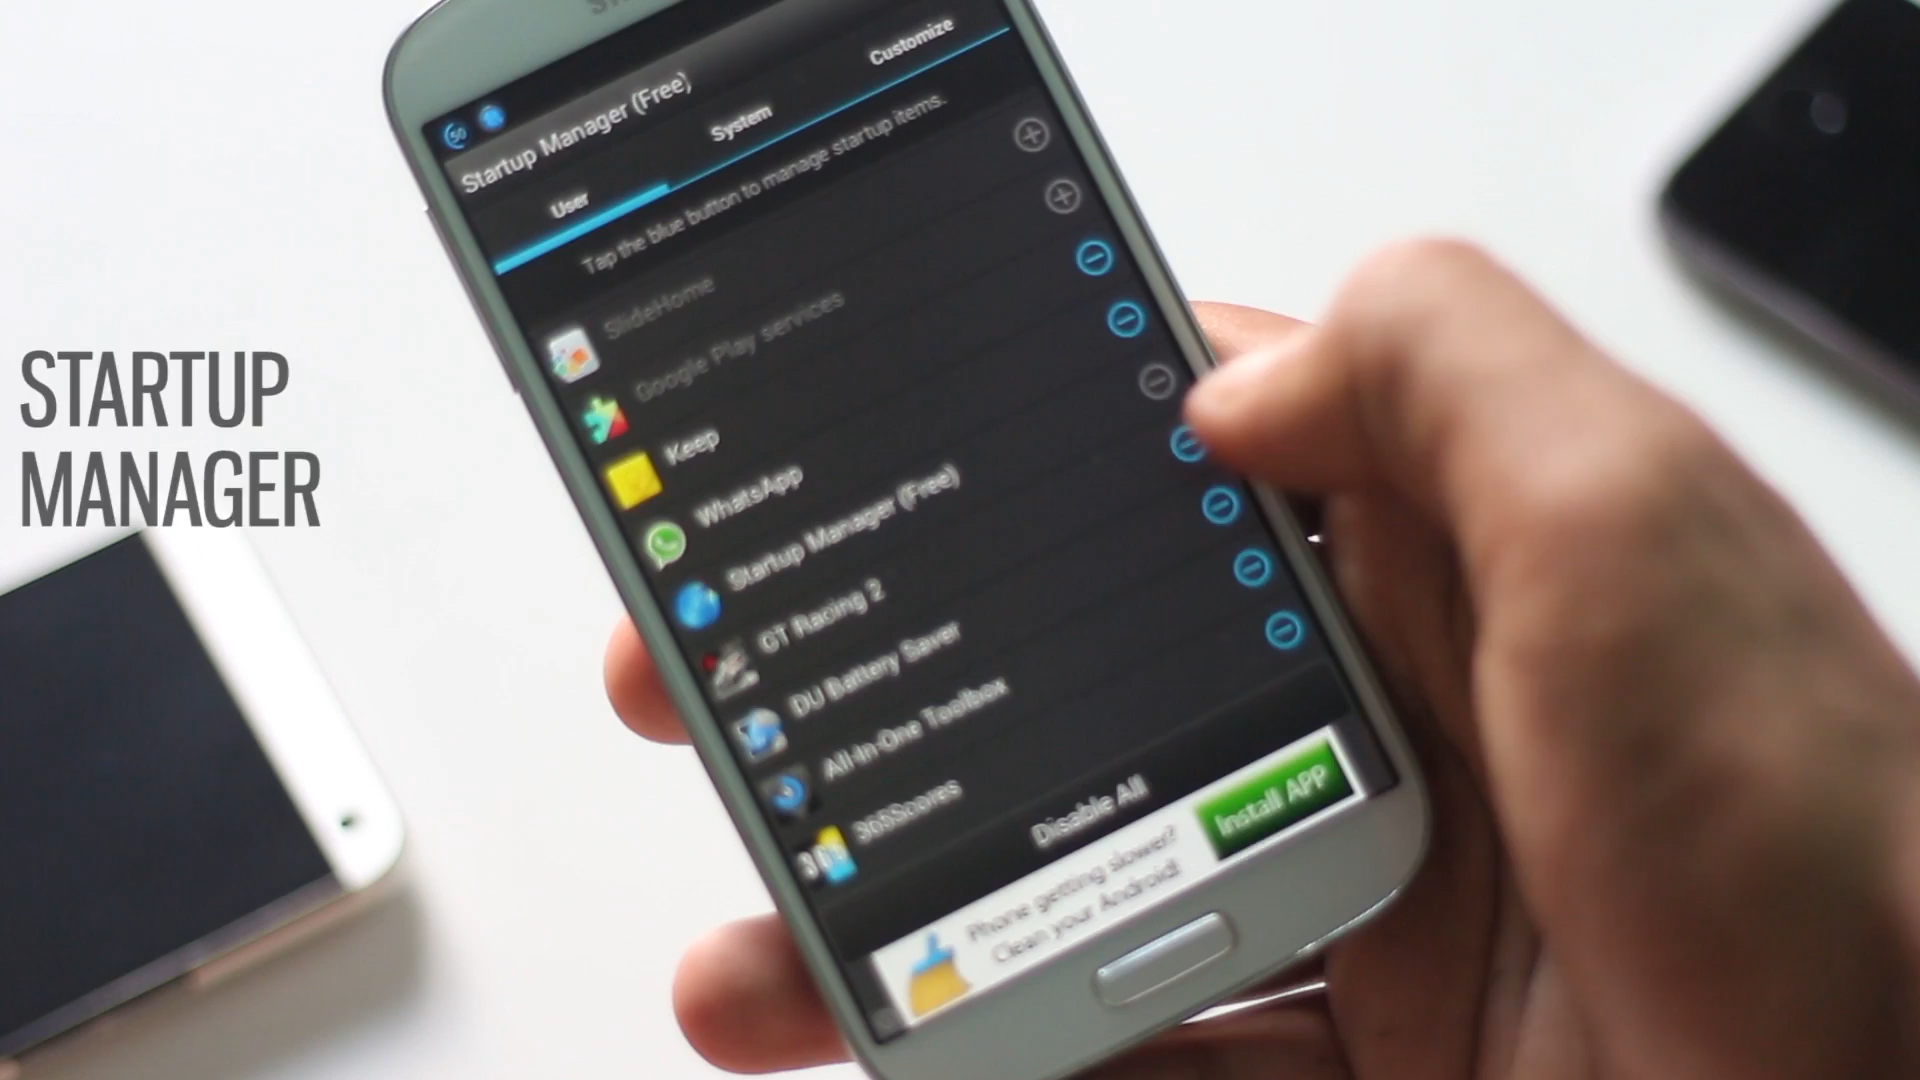 STARTUP
MANAGER
50
Startup Manager (Free)
User
System
Customize
Tap the blue button to manage startup items.
SlideHome
Google Play services
Keep
WhatsApp
Startup Manager (Free)
GT Racing 2
DU Battery Saver
All-In-One Toolbox
365Scores
Disable All
Phone getting slower?
Clean your Android!
Install APP